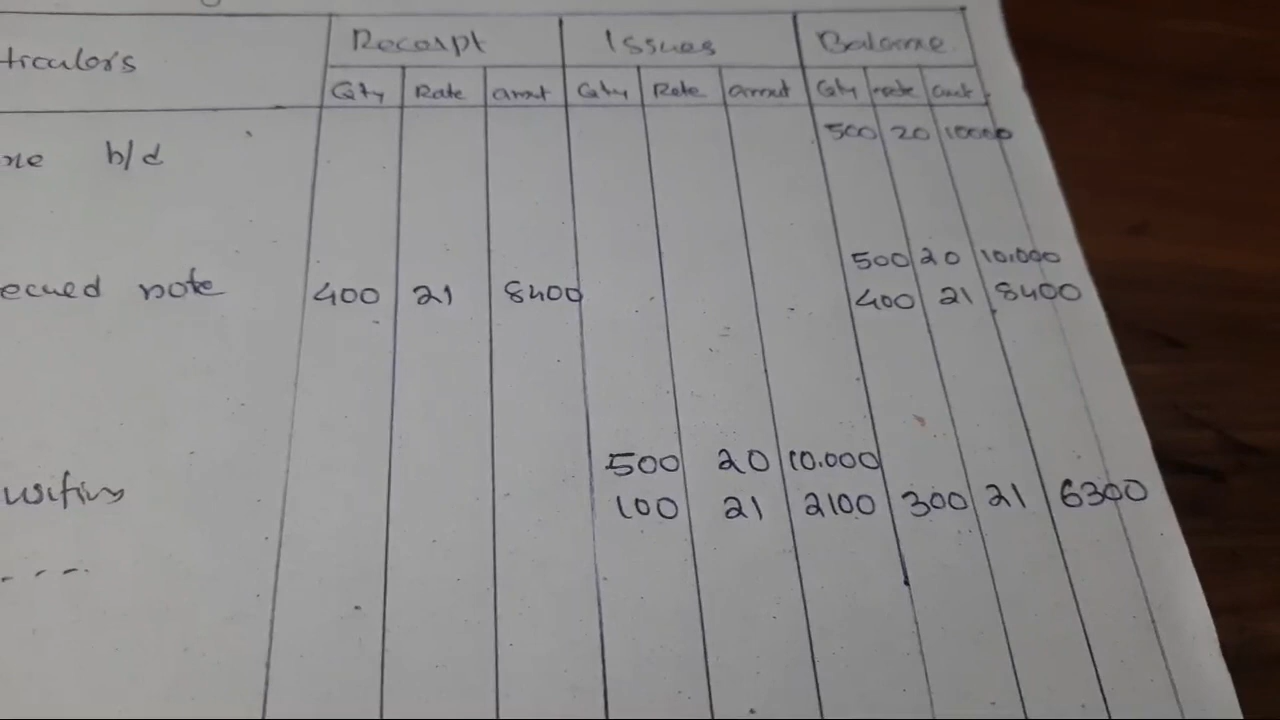 ticulars Receipt Issues Balance
Qty Rate amt Qty Rate amt Qty rate amt
b/d 500 20 10000
500 20 10,000
note 400 21 8400 400 21 8400
500 20 10.000
100 21 2100 300 21 6300